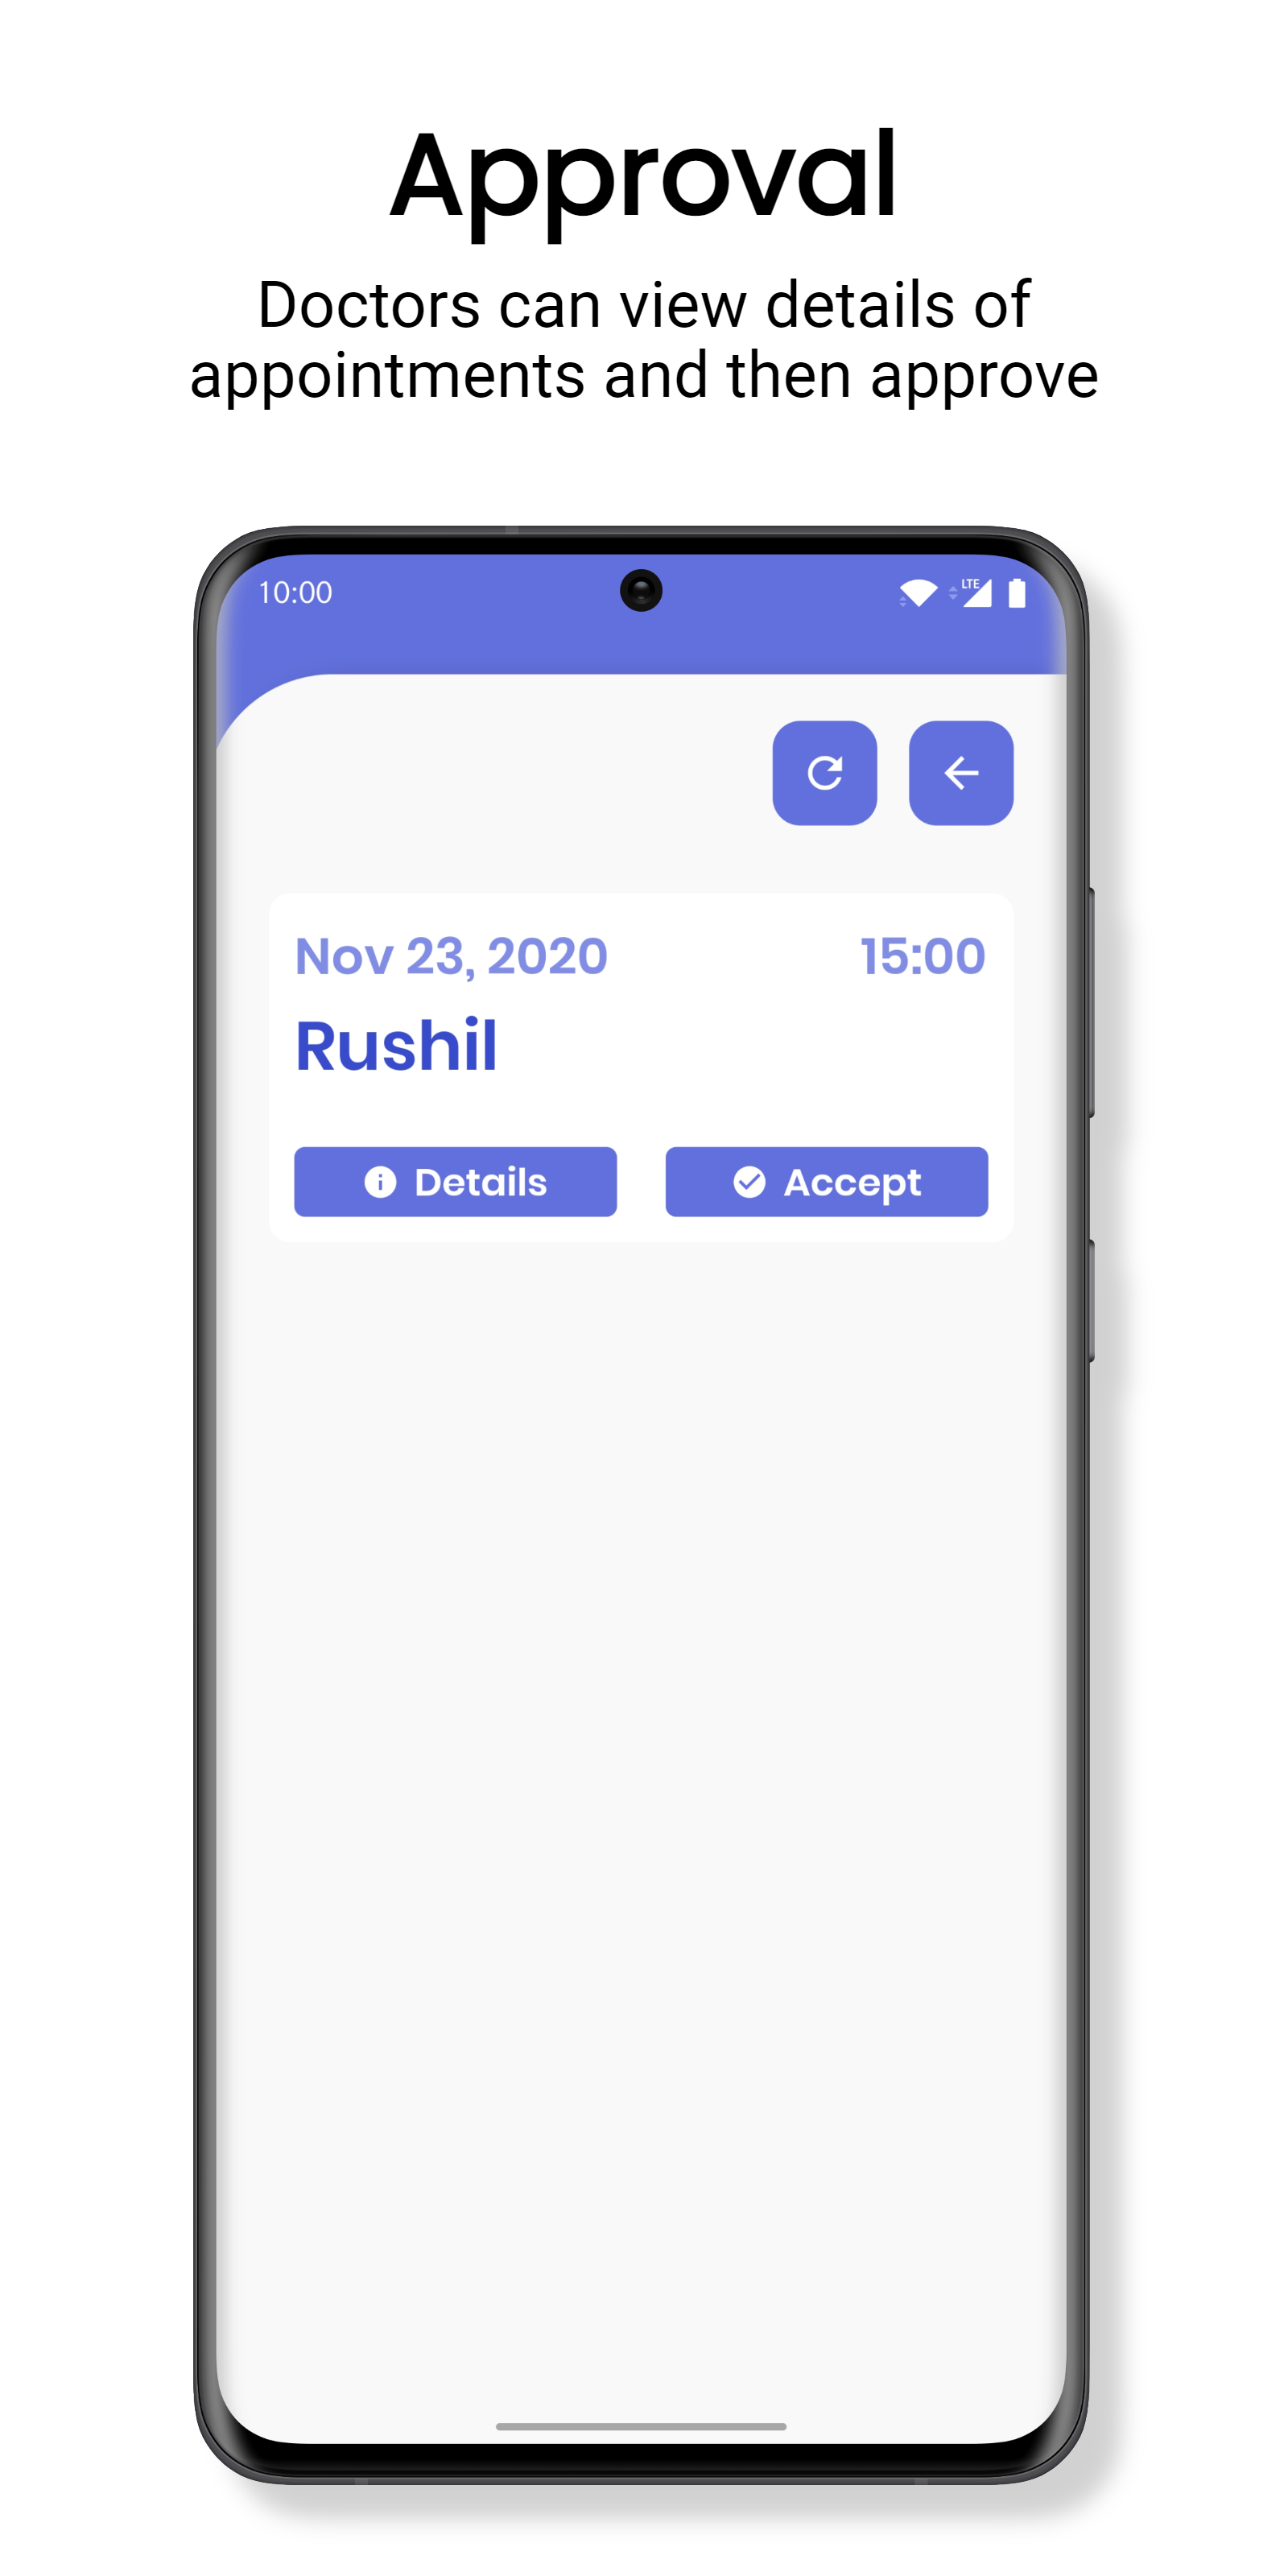 Approval
Doctors can view details of
appointments and then approve
10:00
LTE
Nov 23, 2020 15:00
Rushil
Details Accept